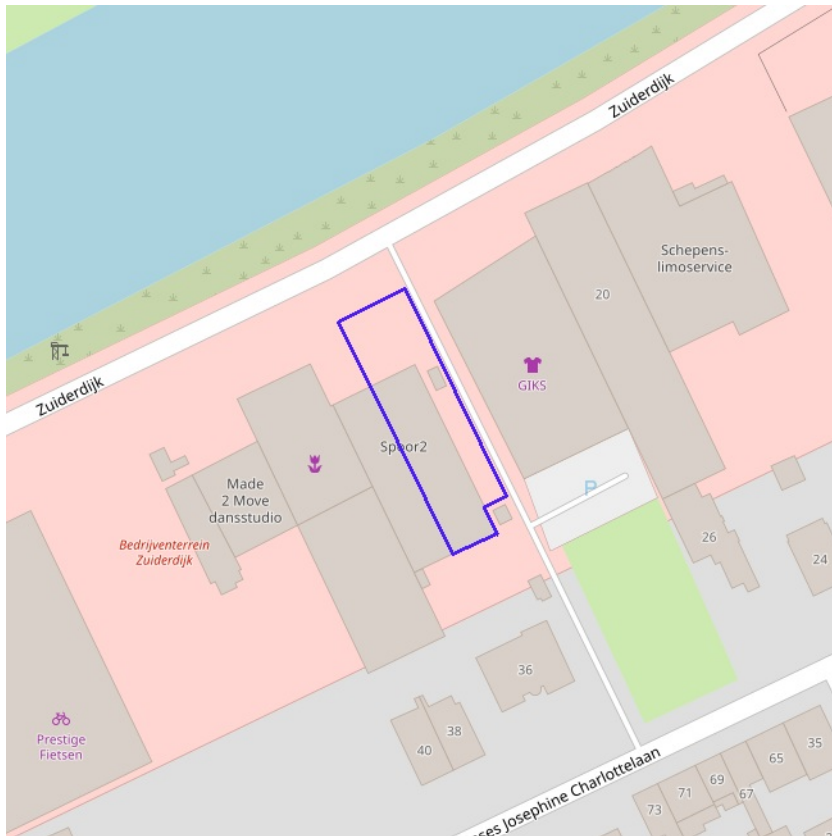 Zuiderdijk
Schepens-
limoservice
20
GIKS
Zuiderdijk
Spoor2
Made
2 Move
dansstudio
P
Bedrijventerrein
Zuiderdijk
26
24
36
Prestige
Fietsen
38
40
ses Josephine Charlottelaan
35
65
69
67
71
73